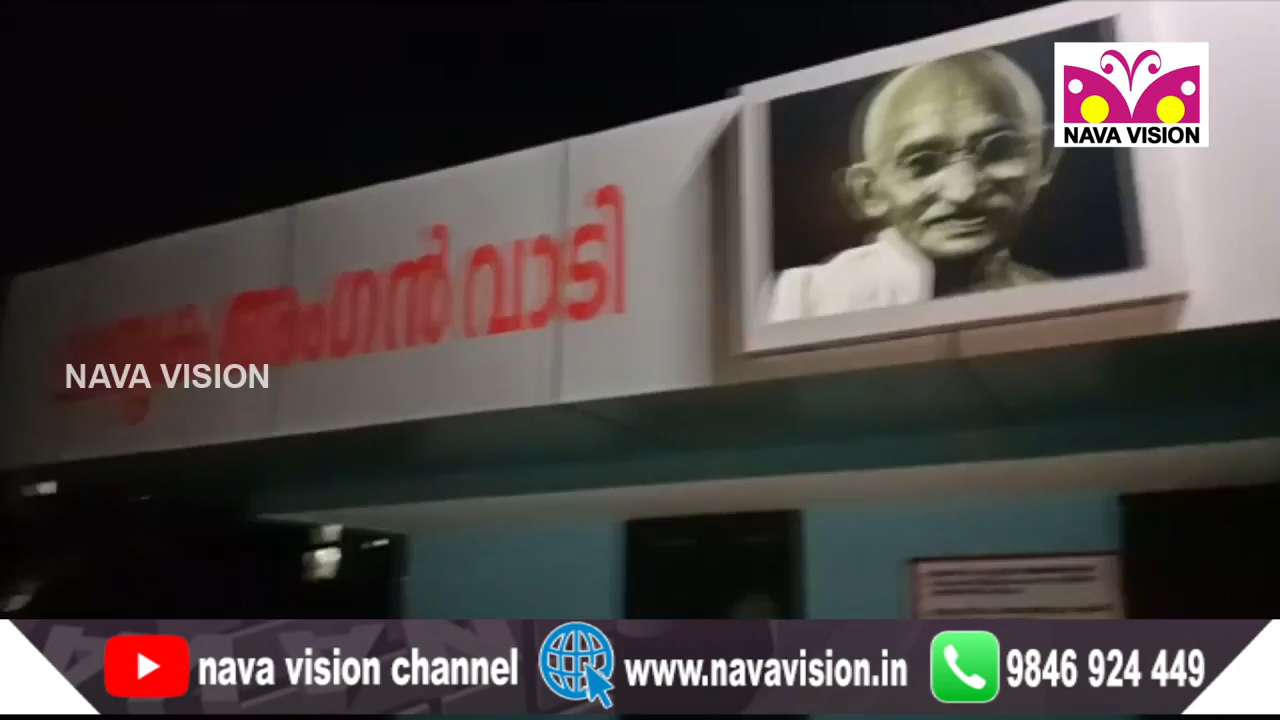 NAVA VISION
അംഗൻവാടി
NAVA VISION
nava vision channel
www.navavision.in
9846 924 449